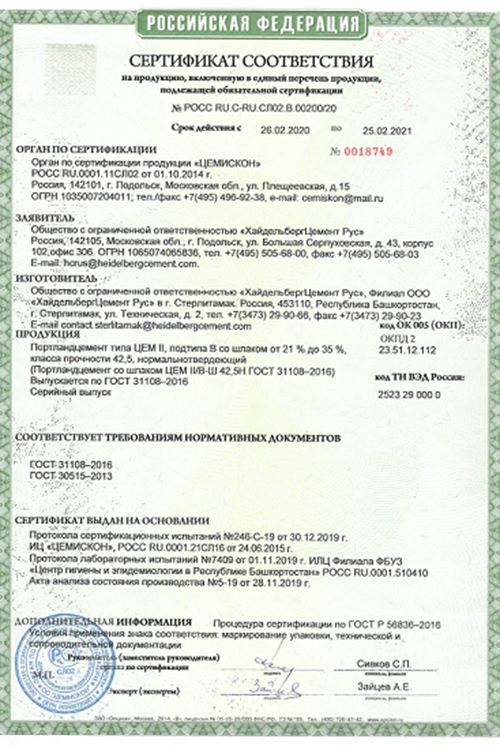 РОССИЙСКАЯ ФЕДЕРАЦИЯ
СЕРТИФИКАТ СООТВЕТСТВИЯ
на продукцию, включенную в единый перечень продукции,
подлежащей обязательной сертификации
№ РОСС RU.C-RU.СЛ02.В.00200/20
Срок действия с 26.02.2020 по 25.02.2021
№ 0018749
ОРГАН ПО СЕРТИФИКАЦИИ
Орган по сертификации продукции «ЦЕМИСКОН»
РОСС RU.0001.11СЛ02 от 01.10.2014 г.
Россия, 142101, г. Подольск, Московская обл., ул. Плещеевская, д.15
ОГРН 1035007204011; тел./факс +7(495) 496-92-38, e-mail: cemiskon@mail.ru
ЗАЯВИТЕЛЬ
Общество с ограниченной ответственностью «ХайдельбергЦемент Рус»
Россия, 142105, Московская обл., г. Подольск, ул. Большая Серпуховская, д. 43, корпус
102,офис 306. ОГРН 1065074065836, тел. +7(495) 505-68-00, факс +7(495) 505-68-03
E-mail: horus@heidelbergcement.com.
ИЗГОТОВИТЕЛЬ
Общество с ограниченной ответственностью «ХайдельбергЦемент Рус», Филиал ООО
«ХайдельбергЦемент Рус» в г. Стерлитамак. Россия, 453110, Республика Башкортостан,
г. Стерлитамак, ул. Техническая, 2, тел. +7(3473) 29-90-66, факс +7(3473) 29-90-23
E-mail contact.sterlitamak@heidelbergcement.com
код ОК 005 (ОКП):
ПРОДУКЦИЯ
ОКПД 2
Портландцемент типа ЦЕМ II, подтипа В со шлаком от 21 % до 35 %,
23.51.12.112
класса прочности 42,5, нормальнотвердеющий
(Портландцемент со шлаком ЦЕМ II/В-Ш 42,5Н ГОСТ 31108-2016)
код ТН ВЭД России:
Выпускается по ГОСТ 31108-2016
Серийный выпуск
2523 29 000 0
СООТВЕТСТВУЕТ ТРЕБОВАНИЯМ НОРМАТИВНЫХ ДОКУМЕНТОВ
ГОСТ 31108-2016
ГОСТ 30515-2013
СЕРТИФИКАТ ВЫДАН НА ОСНОВАНИИ
Протокола сертификационных испытаний №246-С-19 от 30.12.2019 г.
ИЦ «ЦЕМИСКОН», РОСС RU.0001.21СЛ16 от 24.06.2015 г.
Протокола лабораторных испытаний №7409 от 01.11.2019 г. ИЛЦ Филиала ФБУЗ
«Центр гигиены и эпидемиологии в Республике Башкортостан» РОСС RU.0001.510410
Акта анализа состояния производства №5-19 от 28.11.2019 г.
ДОПОЛНИТЕЛЬНАЯ ИНФОРМАЦИЯ Процедура сертификации по ГОСТ Р 56836-2016
Условия применения знака соответствия: маркирование упаковки, технической и
сопроводительной документации
Руководитель (заместитель руководителя)
органа по сертификации
Сивков С.П.
М.П.
Эксперт (эксперты)
Зайцев
Зайцев А.Е.